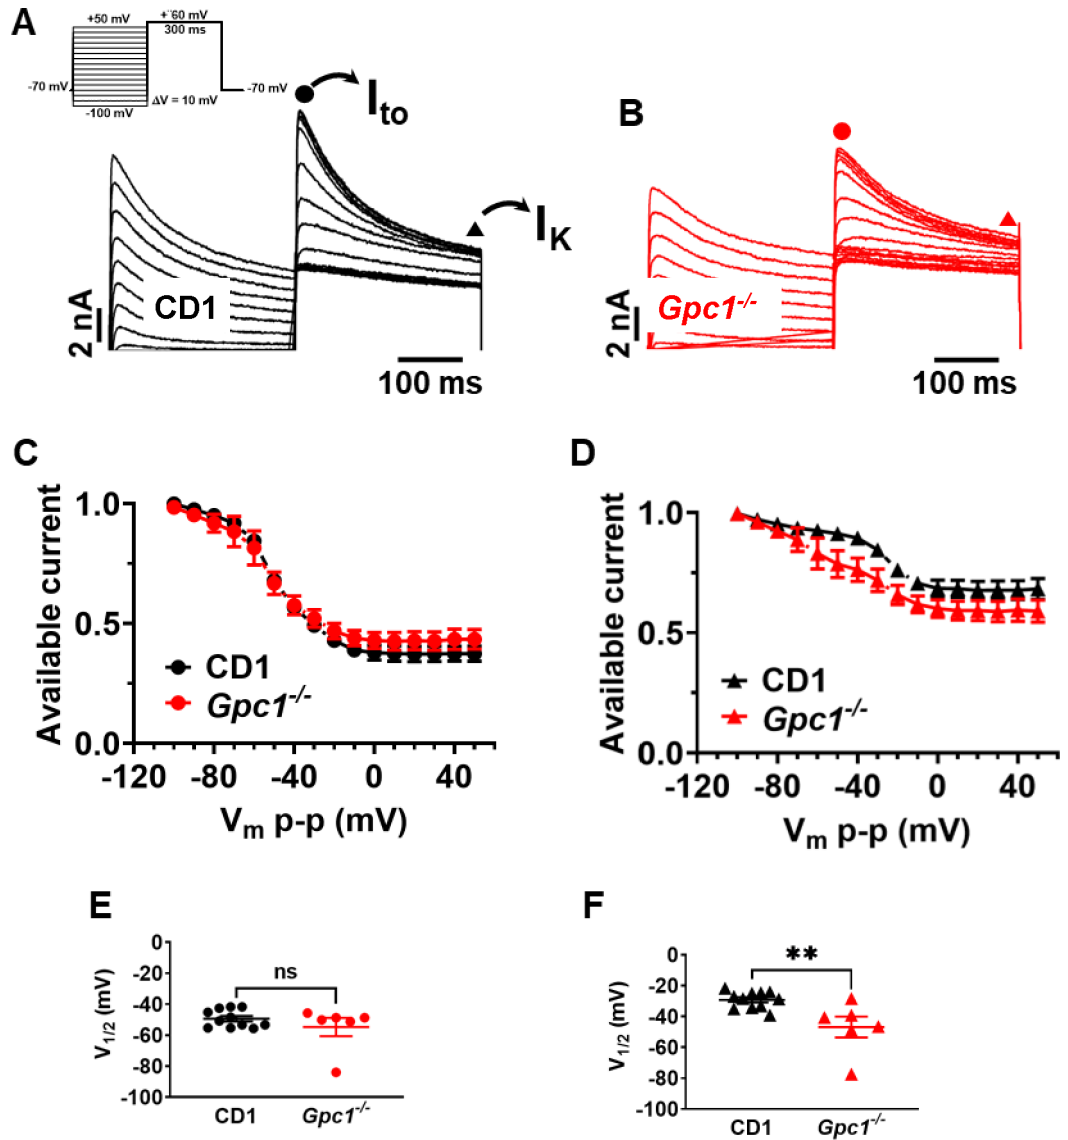 A
+50 mV
+60 mV
300 ms
-70 mV
-70 mV
ΔV = 10 mV
-100 mV
Ito
IK
CD1
2 nA
100 ms
B
Gpc1-/-
2 nA
100 ms
C
Available current
1.0
0.5
0.0
CD1
Gpc1-/-
-120
-80
-40
0
40
Vm p-p (mV)
D
Available current
1.0
0.5
0.0
CD1
Gpc1-/-
-120
-80
-40
0
40
Vm p-p (mV)
E
V1/2 (mV)
0
-20
-40
-60
-80
-100
ns
CD1
Gpc1-/-
F
V1/2 (mV)
0
-20
-40
-60
-80
-100
**
CD1
Gpc1-/-